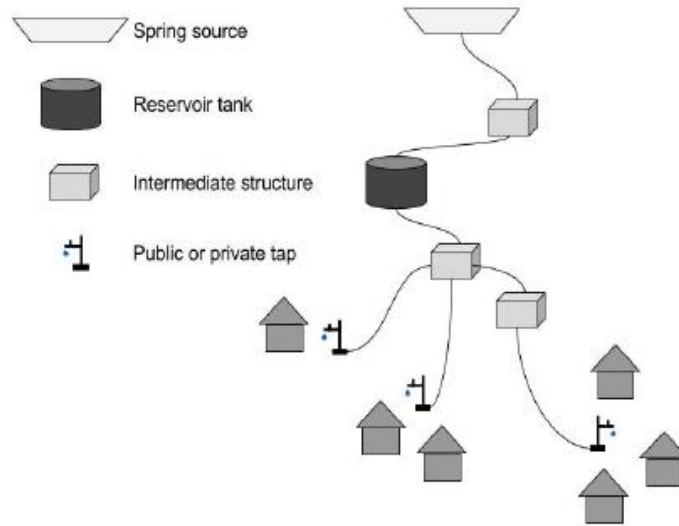 Spring source
Reservoir tank
Intermediate structure
Public or private tap